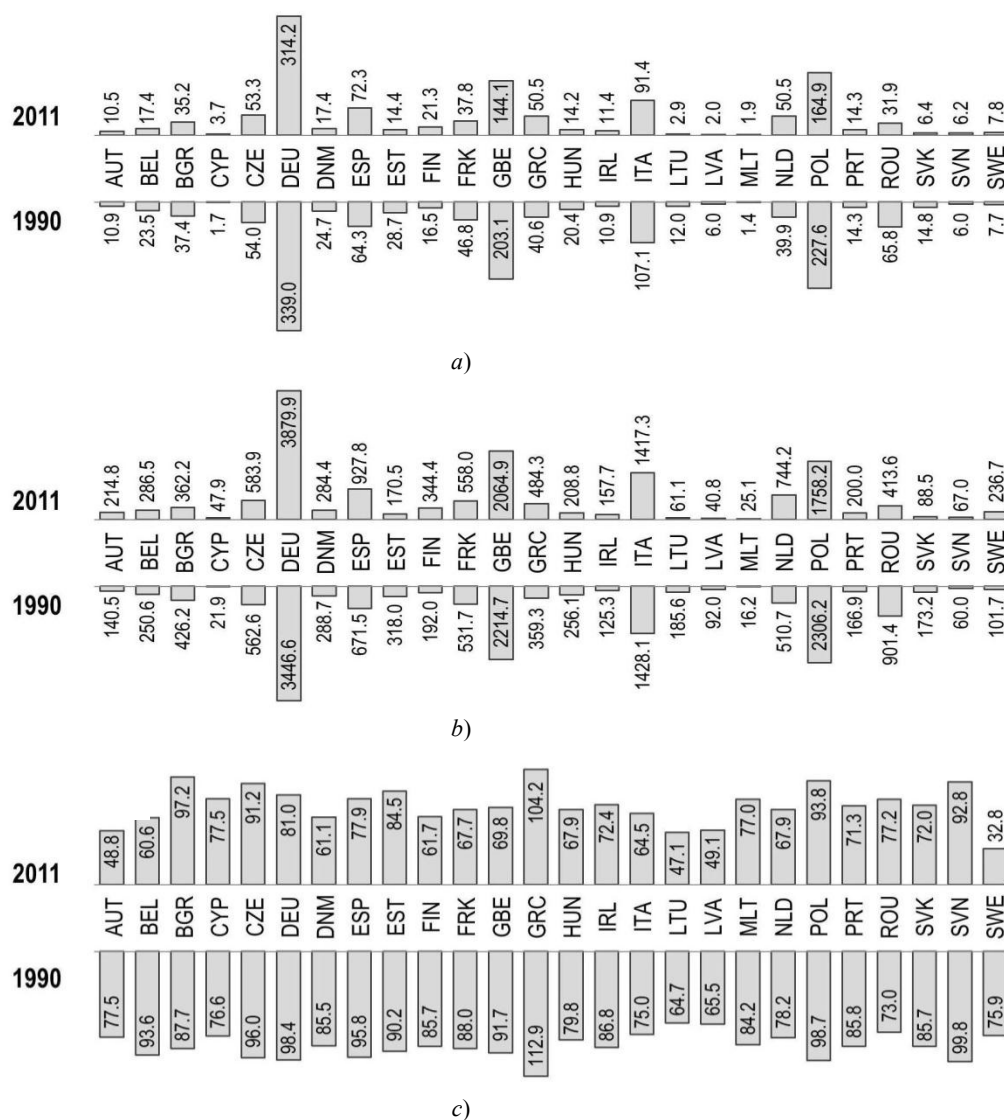 10.5 17.4 35.2 3.7 53.3 314.2 17.4 72.3 14.4 21.3 37.8 144.1 50.5 14.2 11.4 91.4 2.9 2.0 1.9 50.5 164.9 14.3 31.9 6.4 6.2 7.8
2011
AUT BEL BGR CYP CZE DEU DNM ESP EST FIN FRK GBE GRC HUN IRL ITA LTU LVA MLT NLD POL PRT ROU SVK SVN SWE
1990
10.9 23.5 37.4 1.7 54.0 339.0 24.7 64.3 28.7 16.5 46.8 203.1 40.6 20.4 10.9 107.1 12.0 6.0 1.4 39.9 227.6 14.3 65.8 14.8 6.0 7.7
a)
214.8 286.5 362.2 47.9 583.9 3879.9 284.4 927.8 170.5 344.4 558.0 2064.9 484.3 208.8 157.7 1417.3 61.1 40.8 25.1 744.2 1758.2 200.0 413.6 88.5 67.0 236.7
2011
AUT BEL BGR CYP CZE DEU DNM ESP EST FIN FRK GBE GRC HUN IRL ITA LTU LVA MLT NLD POL PRT ROU SVK SVN SWE
1990
140.5 250.6 426.2 21.9 562.6 3446.6 288.7 671.5 318.0 192.0 531.7 2214.7 359.3 256.1 125.3 1428.1 185.6 92.0 16.2 510.7 2306.2 166.9 901.4 173.2 60.0 101.7
b)
48.8 60.6 97.2 77.5 91.2 81.0 61.1 77.9 84.5 61.7 67.7 69.8 104.2 67.9 72.4 64.5 47.1 49.1 77.0 67.9 93.8 71.3 77.2 72.0 92.8 32.8
2011
AUT BEL BGR CYP CZE DEU DNM ESP EST FIN FRK GBE GRC HUN IRL ITA LTU LVA MLT NLD POL PRT ROU SVK SVN SWE
1990
77.5 93.6 87.7 76.6 96.0 98.4 85.5 95.8 90.2 85.7 88.0 91.7 112.9 79.8 86.8 75.0 64.7 65.5 84.2 78.2 98.7 85.8 73.0 85.7 99.8 75.9
c)